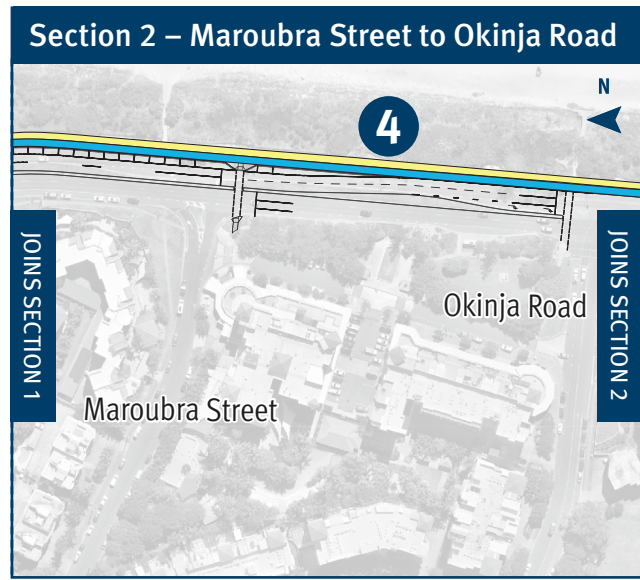 Section 2 – Maroubra Street to Okinja Road
N
4
JOINS SECTION 1
JOINS SECTION 2
Okinja Road
Maroubra Street